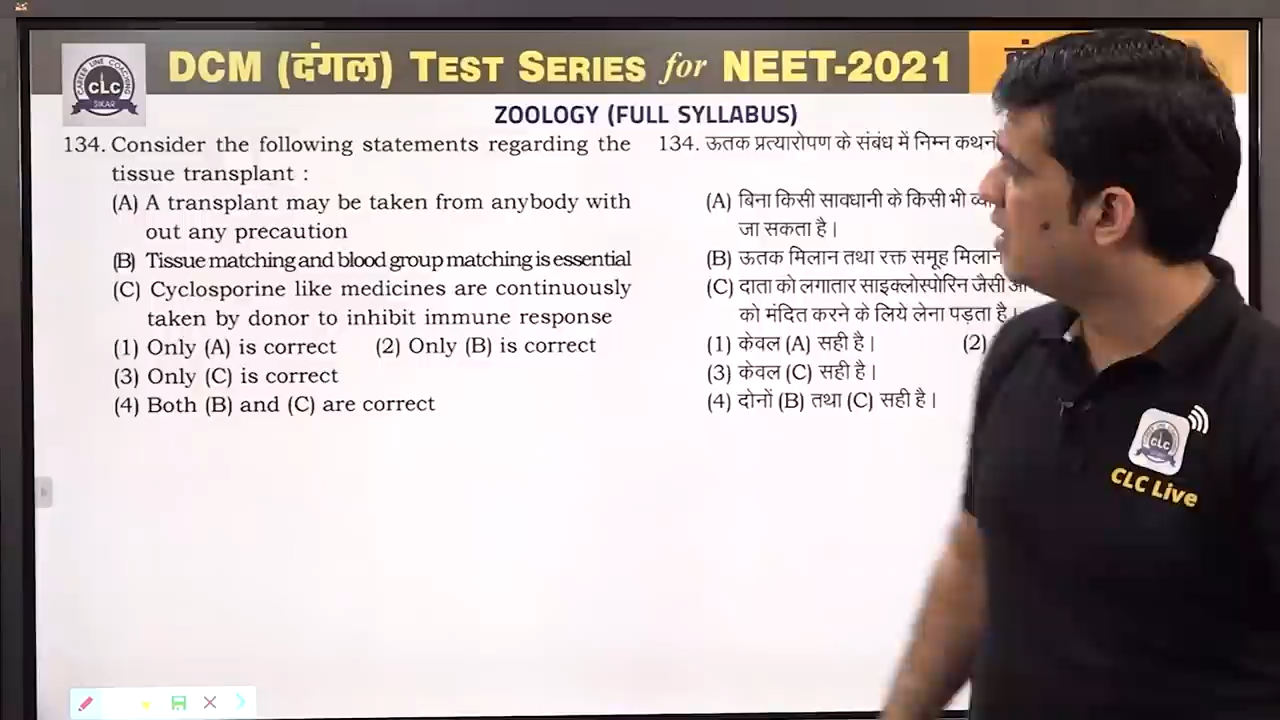 DCM (दंगल) TEST SERIES for NEET-2021
CAREER LINE COACHING
CLC
SIKAR
ZOOLOGY (FULL SYLLABUS)
134. Consider the following statements regarding the
tissue transplant :
(A) A transplant may be taken from anybody with
out any precaution
(B) Tissue matching and blood group matching is essential
(C) Cyclosporine like medicines are continuously
taken by donor to inhibit immune response
(1) Only (A) is correct (2) Only (B) is correct
(3) Only (C) is correct
(4) Both (B) and (C) are correct
134. ऊतक प्रत्यारोपण के संबंध में निम्न
(A) बिना किसी सावधानी के किसी भी
जा सकता है।
(B) ऊतक मिलान तथा रक्त समूह मिलान
(C) दाता को लगातार साइक्लोस्पोरिन जैसी
को मंदित करने के लिये लेना पड़ता है।
(1) केवल (A) सही है। (2)
(3) केवल (C) सही है।
(4) दोनों (B) तथा (C) सही है।
CLC
CLC Live